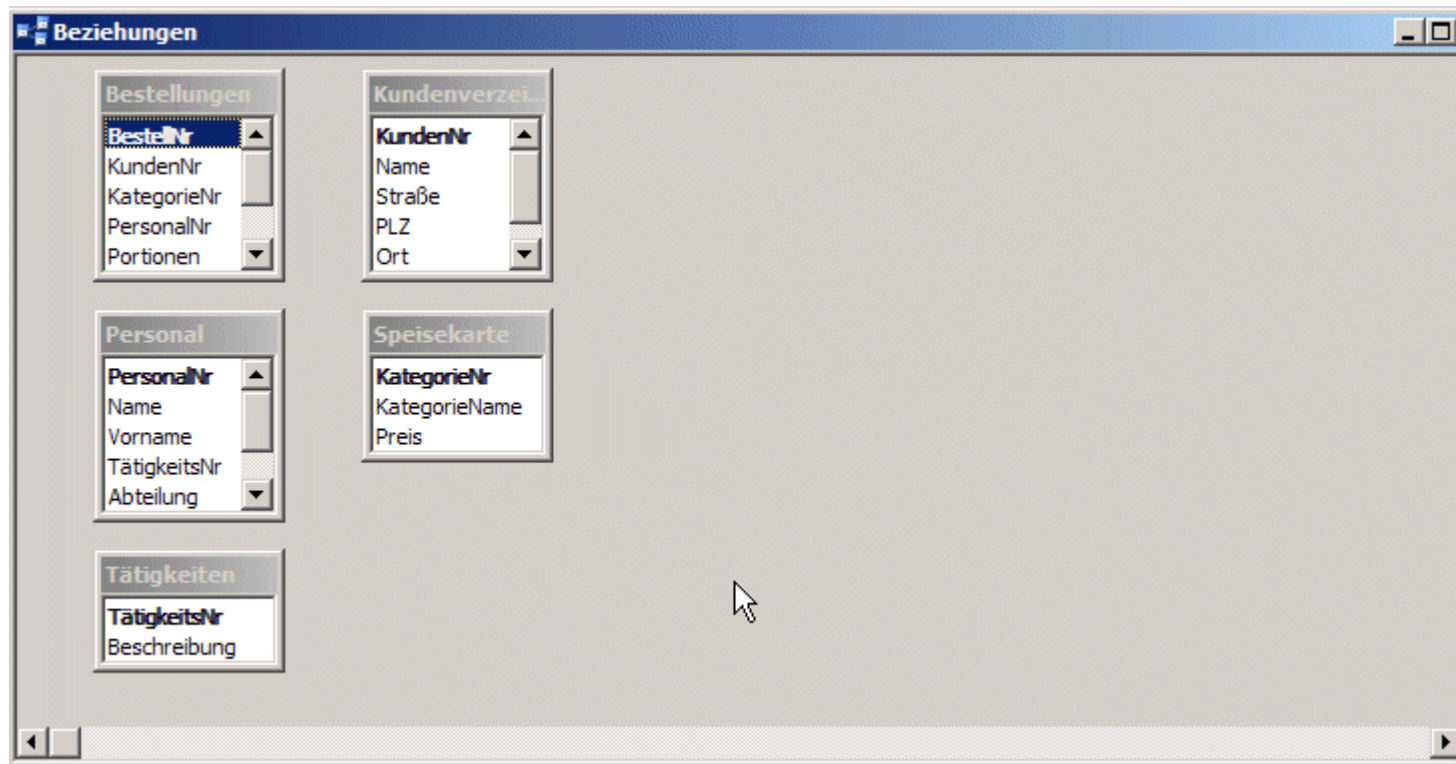 Beziehungen
Bestellungen
BestellNr
KundenNr
KategorieNr
PersonalNr
Portionen
Kundenverzei...
KundenNr
Name
Straße
PLZ
Ort
Personal
PersonalNr
Name
Vorname
TätigkeitsNr
Abteilung
Speisekarte
KategorieNr
KategorieName
Preis
Tätigkeiten
TätigkeitsNr
Beschreibung